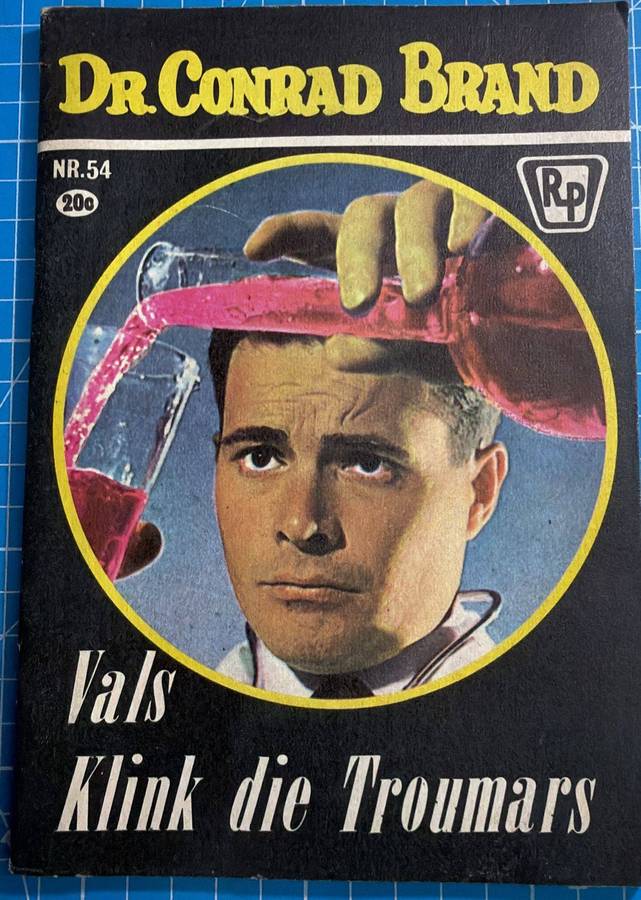 DR. CONRAD BRAND
NR.54
20c
RP
Vals
Klink die Troumars